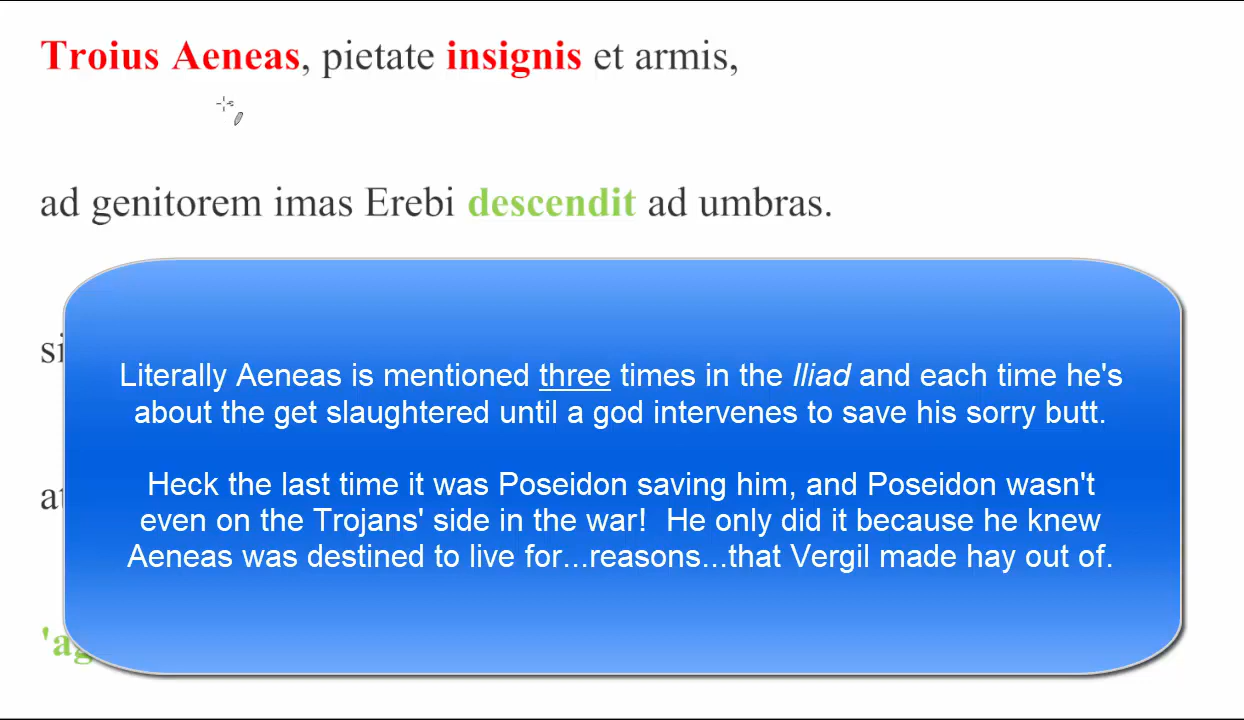 Troius Aeneas, pietate insignis et armis,
ad genitorem imas Erebi descendit ad umbras.
Literally Aeneas is mentioned three times in the Iliad and each time he's
about the get slaughtered until a god intervenes to save his sorry butt.
Heck the last time it was Poseidon saving him, and Poseidon wasn't
even on the Trojans' side in the war!  He only did it because he knew
Aeneas was destined to live for...reasons...that Vergil made hay out of.